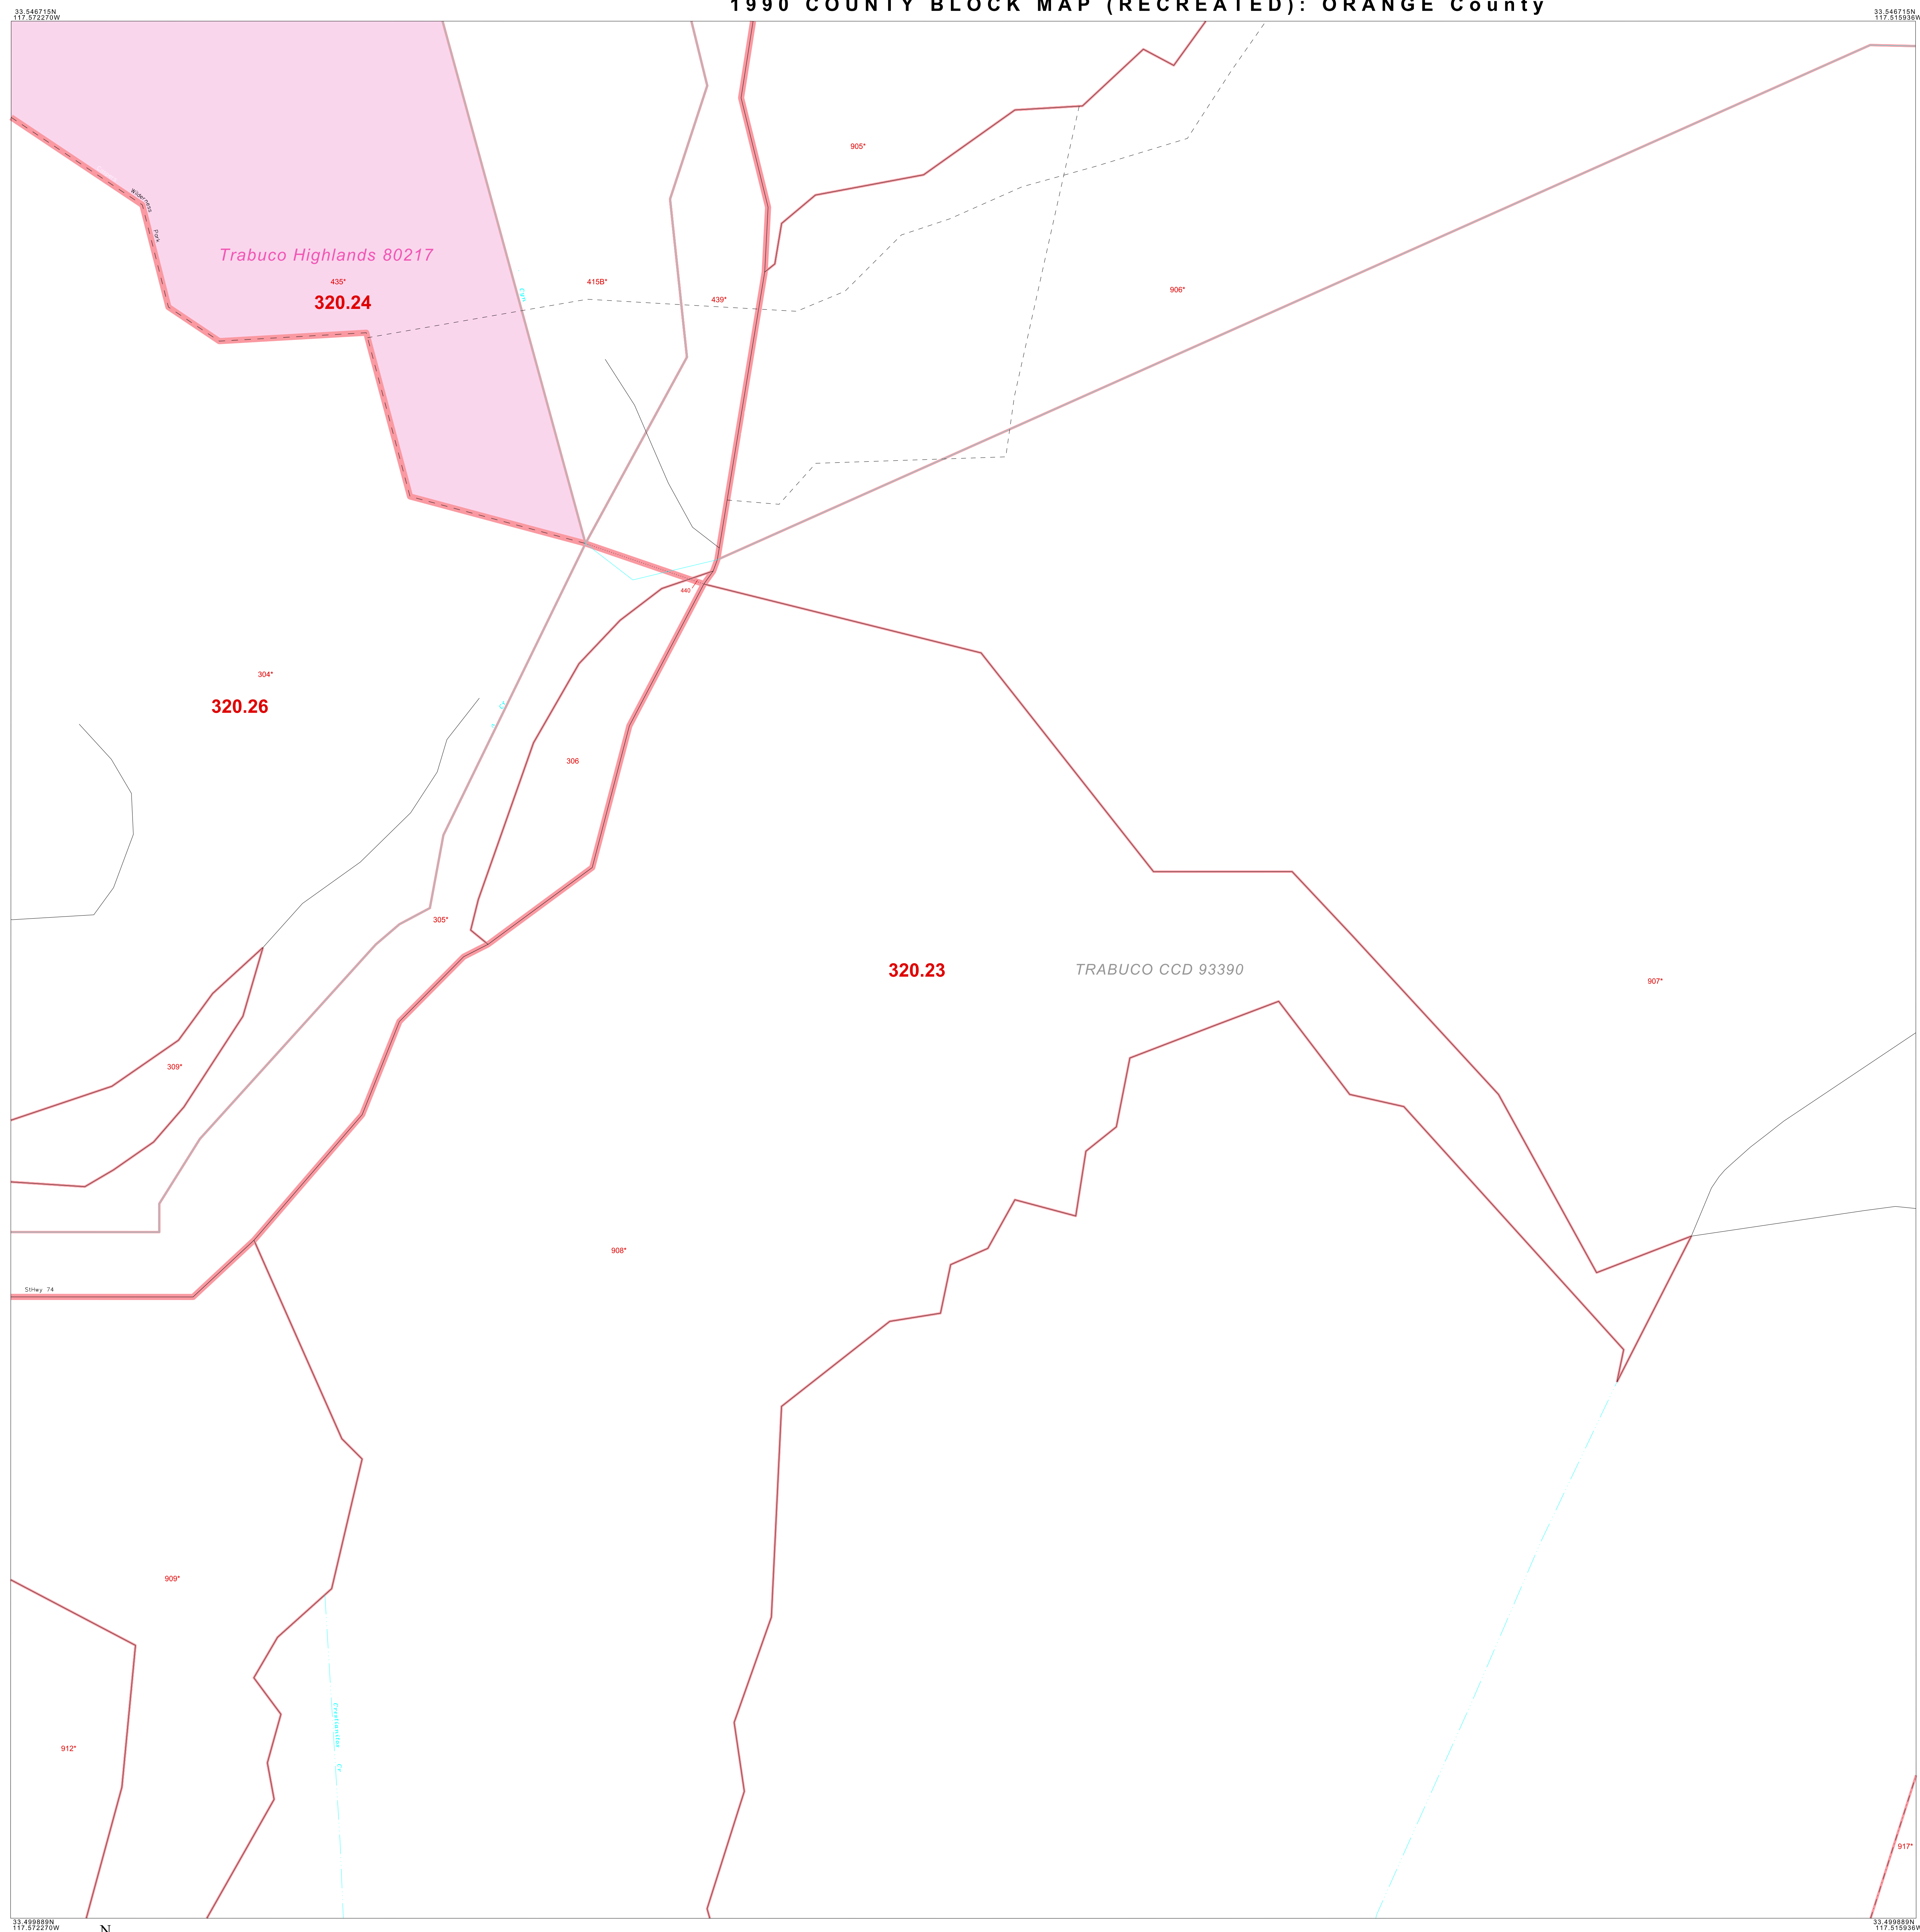 1990 COUNTY BLOCK MAP (RECREATED): ORANGE County
33.546715N
117.572270W
33.546715N
117.515936W
905*
Wilderness
Park
Trabuco Highlands 80217
435*
415B*
439*
906*
320.24
440
304*
320.26
306
305*
320.23
TRABUCO CCD 93390
907*
309*
908*
StHwy 74
909*
912*
917*
33.499889N
117.572270W
N
33.499889N
117.515936W